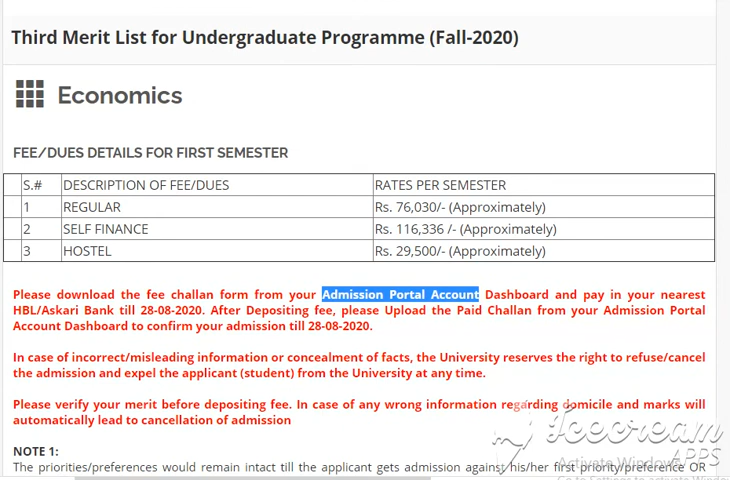 Third Merit List for Undergraduate Programme (Fall-2020)
Economics
FEE/DUES DETAILS FOR FIRST SEMESTER
S.# DESCRIPTION OF FEE/DUES RATES PER SEMESTER
1 REGULAR Rs. 76,030/- (Approximately)
2 SELF FINANCE Rs. 116,336 /- (Approximately)
3 HOSTEL Rs. 29,500/- (Approximately)
Please download the fee challan form from your Admission Portal Account Dashboard and pay in your nearest
HBL/Askari Bank till 28-08-2020. After Depositing fee, please Upload the Paid Challan from your Admission Portal
Account Dashboard to confirm your admission till 28-08-2020.
In case of incorrect/misleading information or concealment of facts, the University reserves the right to refuse/cancel
the admission and expel the applicant (student) from the University at any time.
Please verify your merit before depositing fee. In case of any wrong information regarding domicile and marks will
automatically lead to cancellation of admission
Icecream
APPS
Activate Windows
NOTE 1:
The priorities/preferences would remain intact till the applicant gets admission against his/her first priority/preference OR
Go to Settings to activate Windows